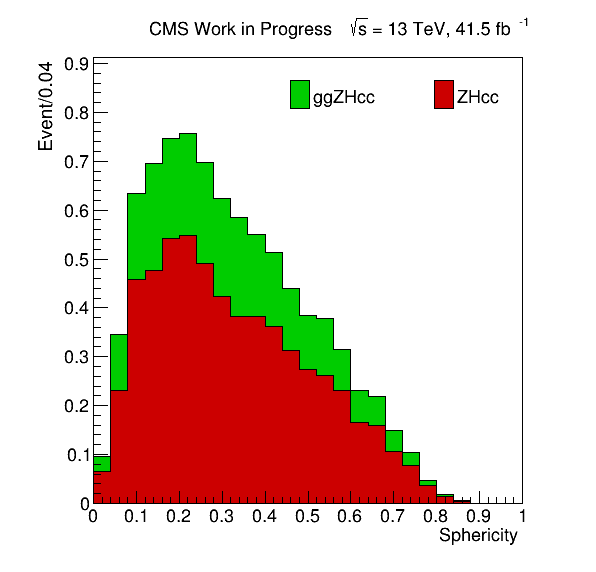 CMS Work in Progress √s = 13 TeV, 41.5 fb⁻¹
Event/0.04
ggZHcc ZHcc
0.9
0.8
0.7
0.6
0.5
0.4
0.3
0.2
0.1
0
0 0.1 0.2 0.3 0.4 0.5 0.6 0.7 0.8 0.9 1
Sphericity